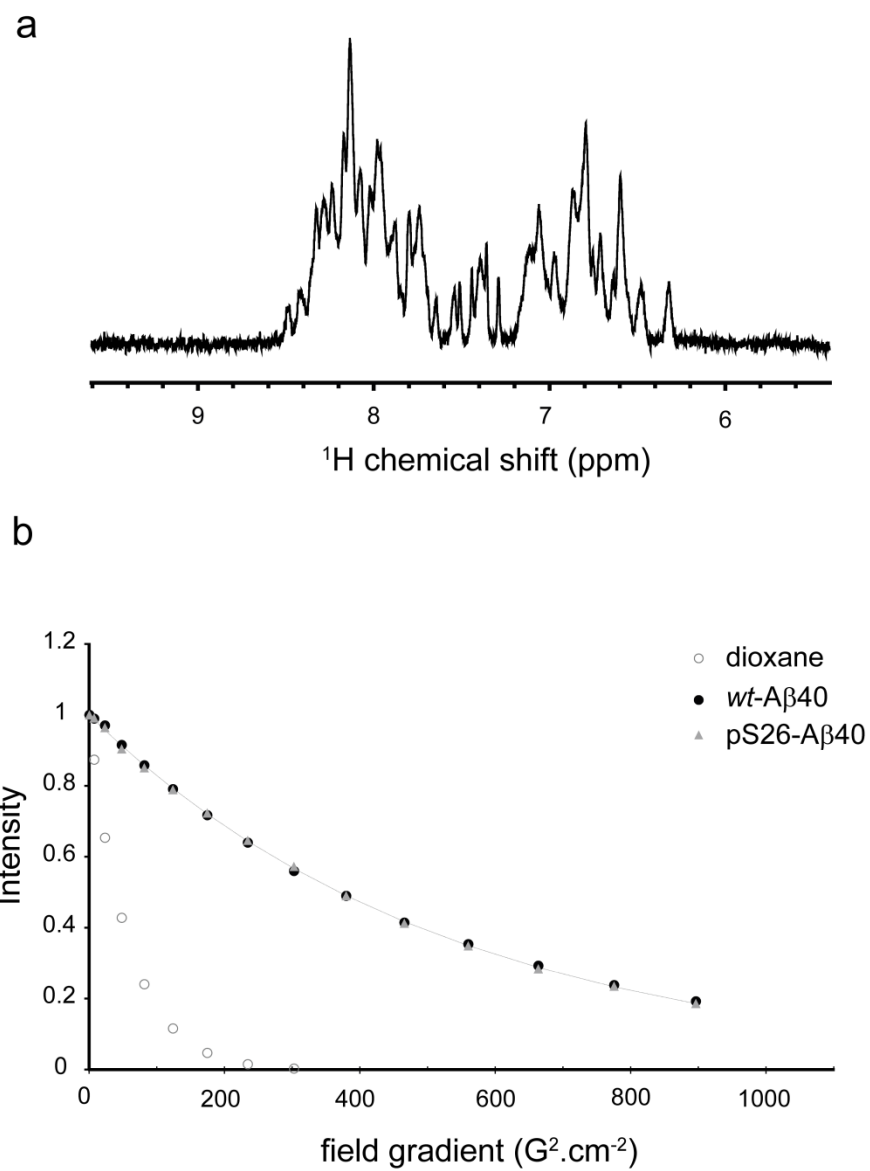 a
9 8 7 6
¹H chemical shift (ppm)
b
1.2
1
0.8
0.6
0.4
0.2
0
Intensity
dioxane
wt-Aβ40
pS26-Aβ40
0 200 400 600 800 1000
field gradient (G².cm⁻²)